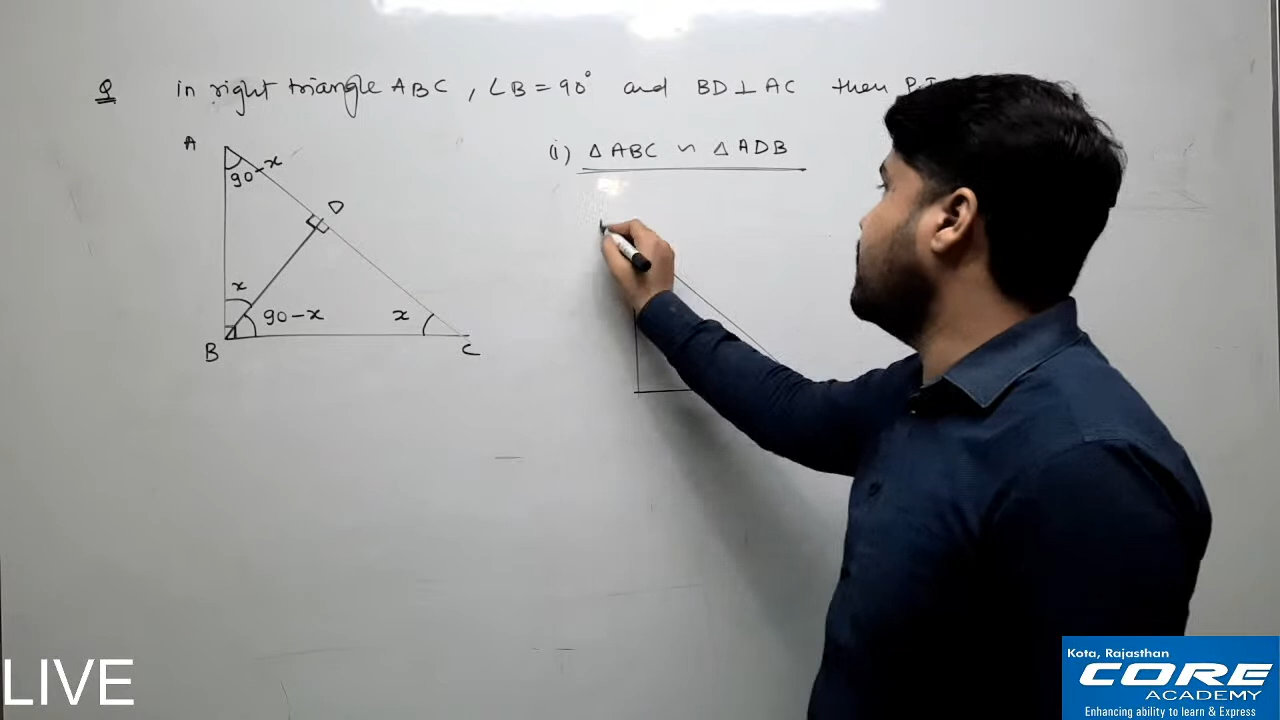 Q in right triangle ABC, ∠B = 90° and BD ⊥ AC then
(i) Δ ABC ∽ Δ ADB
A
90-x
D
x
90-x
x
B
C
LIVE
Kota, Rajasthan
CORE
ACADEMY
Enhancing ability to learn & Express